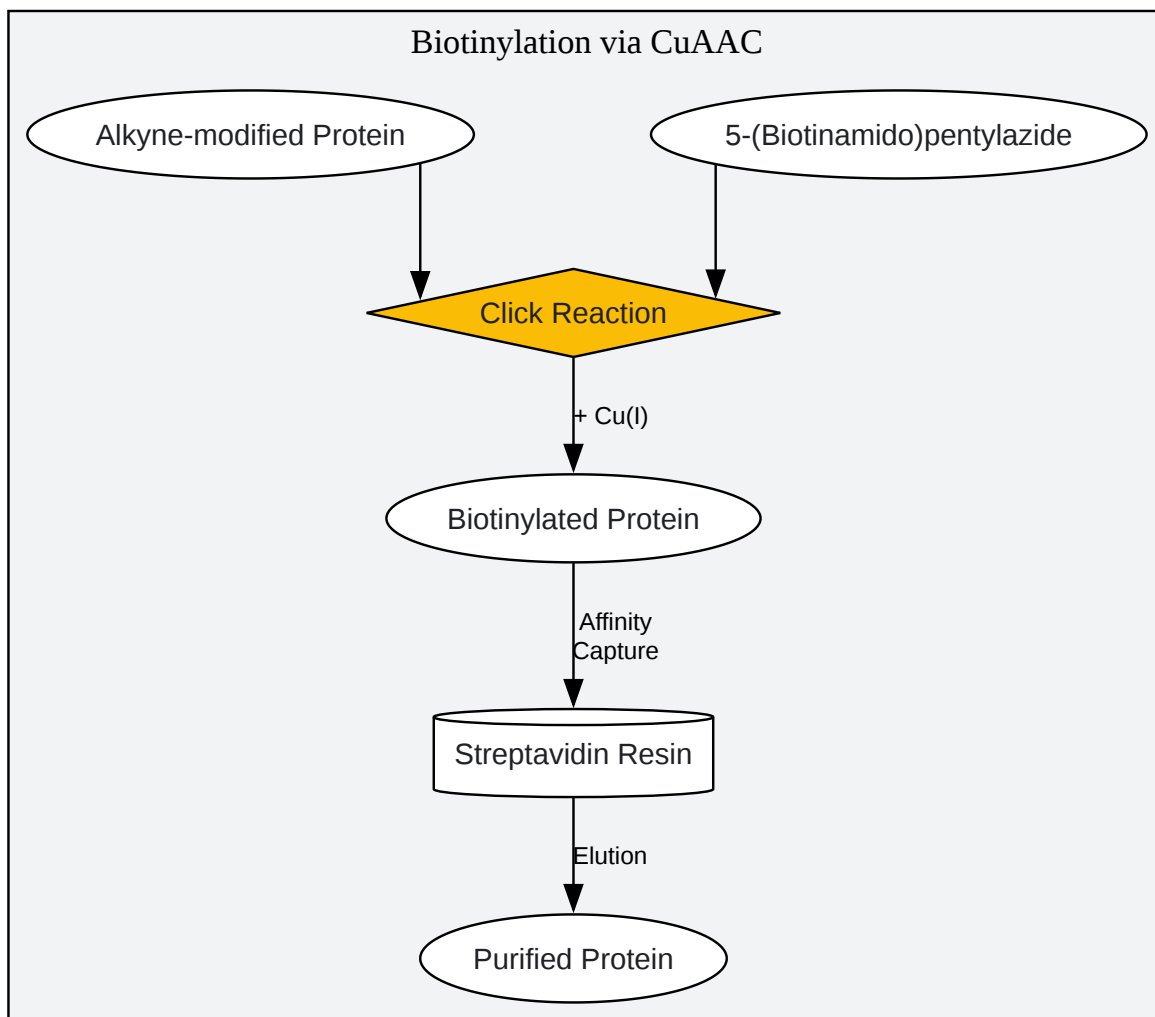 Biotinylation via CuAAC
Alkyne-modified Protein
5-(Biotinamido)pentylazide
Click Reaction
+ Cu(I)
Biotinylated Protein
Affinity
Capture
Streptavidin Resin
Elution
Purified Protein